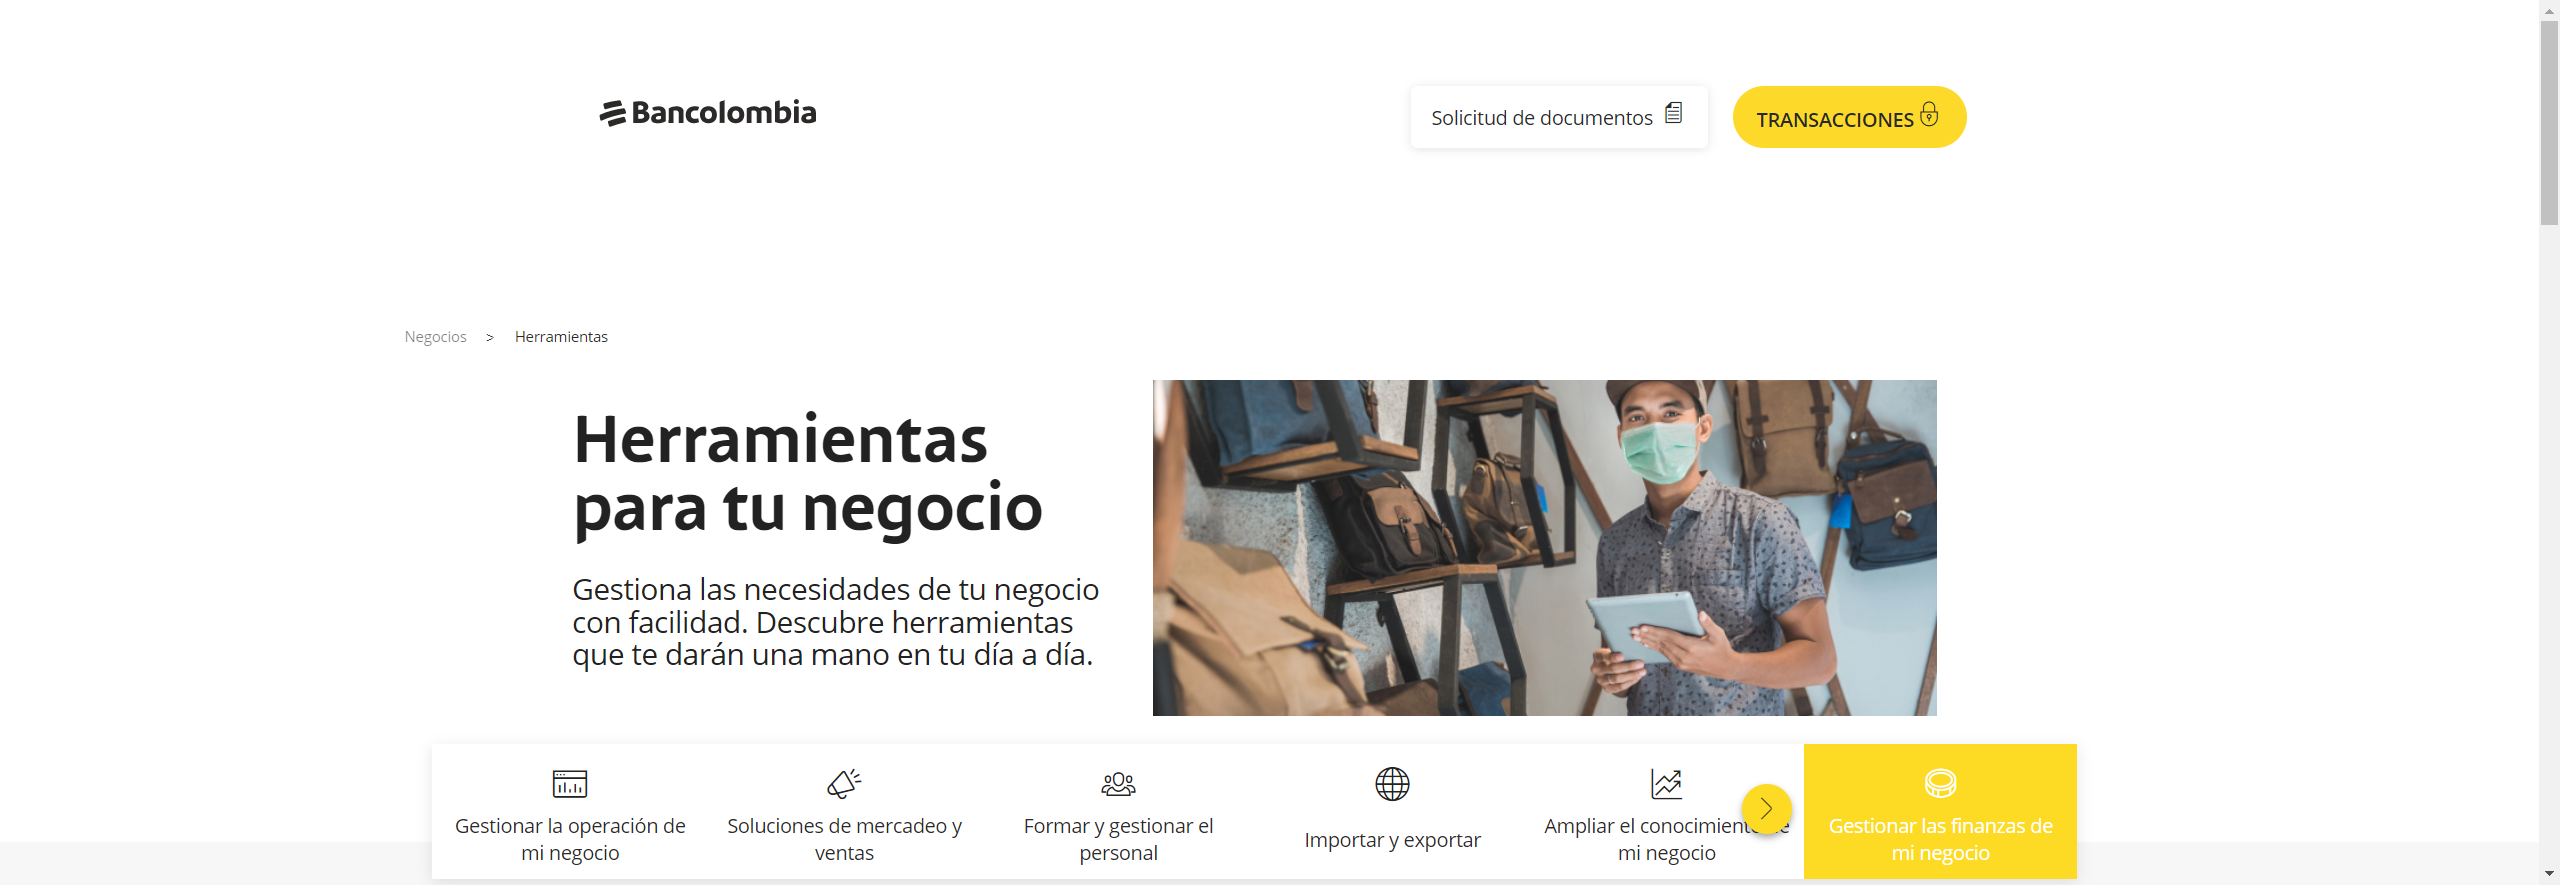 Bancolombia
Solicitud de documentos
TRANSACCIONES
Negocios > Herramientas
Herramientas
para tu negocio
Gestiona las necesidades de tu negocio
con facilidad. Descubre herramientas
que te darán una mano en tu día a día.
Gestionar la operación de
mi negocio
Soluciones de mercadeo y
ventas
Formar y gestionar el
personal
Importar y exportar
Ampliar el conocimiento de
mi negocio
Gestionar las finanzas de
mi negocio